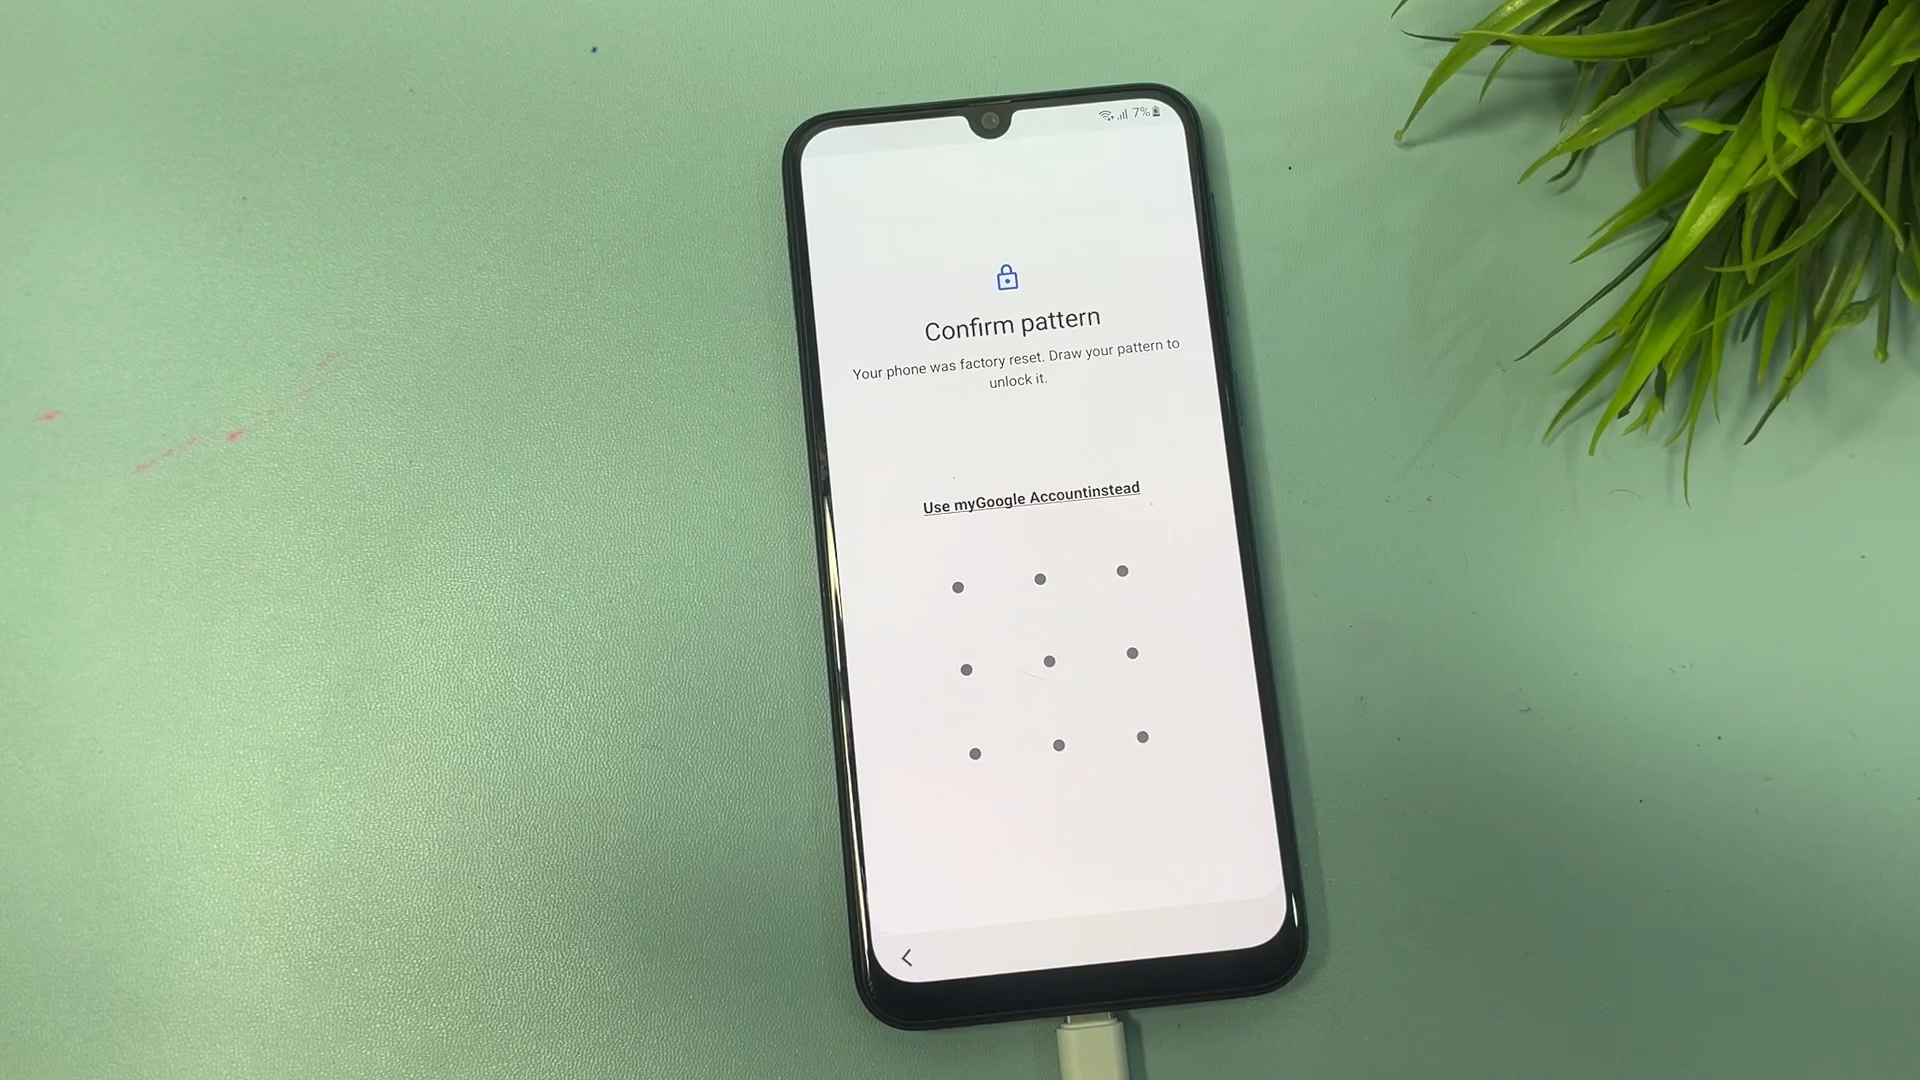 7%
Confirm pattern
Your phone was factory reset. Draw your pattern to
unlock it.
Use myGoogle Accountinstead